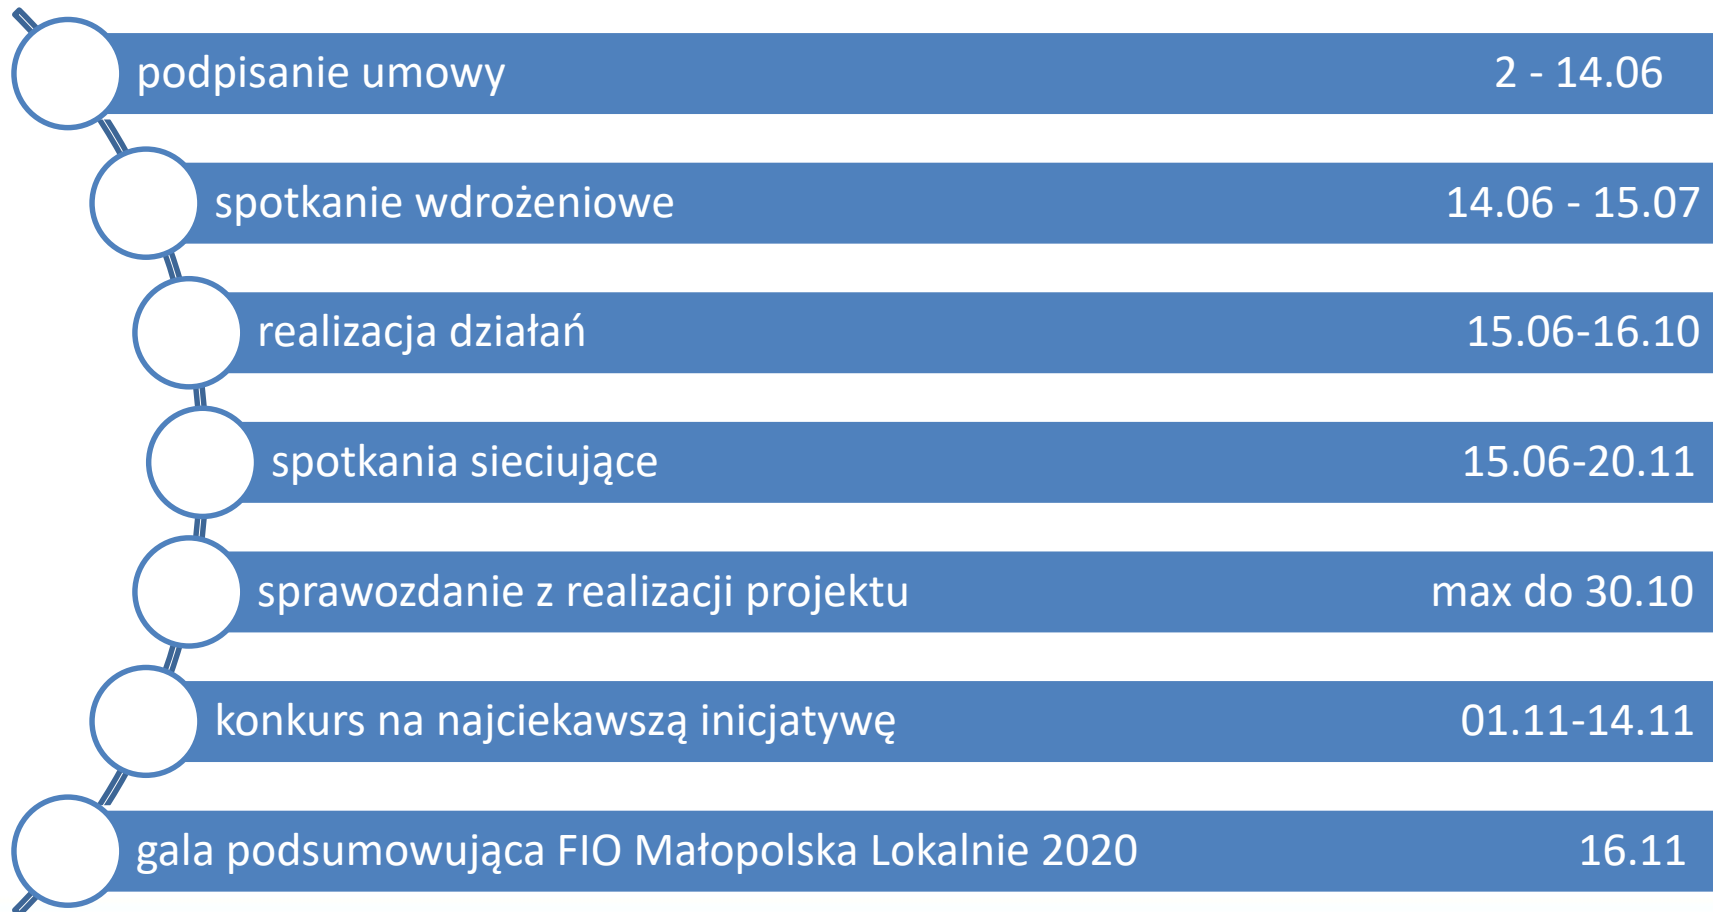 podpisanie umowy 2 - 14.06
spotkanie wdrożeniowe 14.06 - 15.07
realizacja działań 15.06-16.10
spotkania sieciujące 15.06-20.11
sprawozdanie z realizacji projektu max do 30.10
konkurs na najciekawszą inicjatywę 01.11-14.11
gala podsumowująca FIO Małopolska Lokalnie 2020 16.11